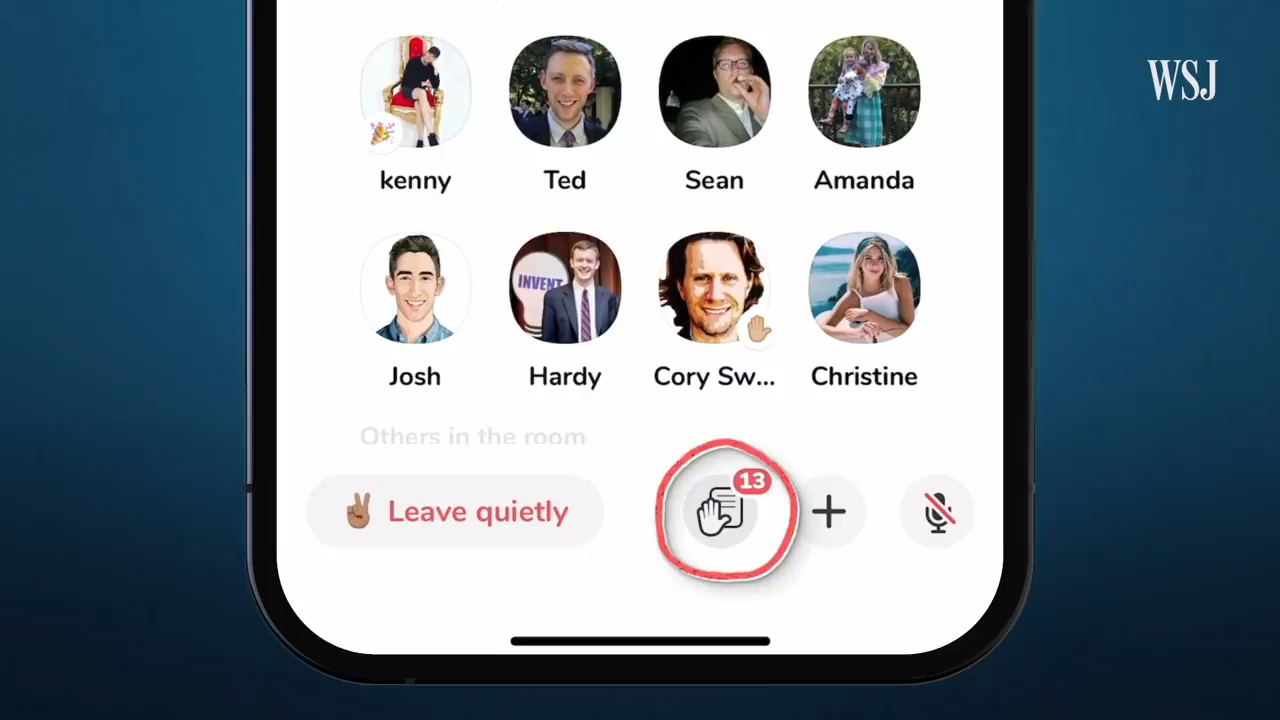 WSJ
kenny
Ted
Sean
Amanda
INVENT
Josh
Hardy
Cory Sw...
Christine
Others in the room
13
Leave quietly